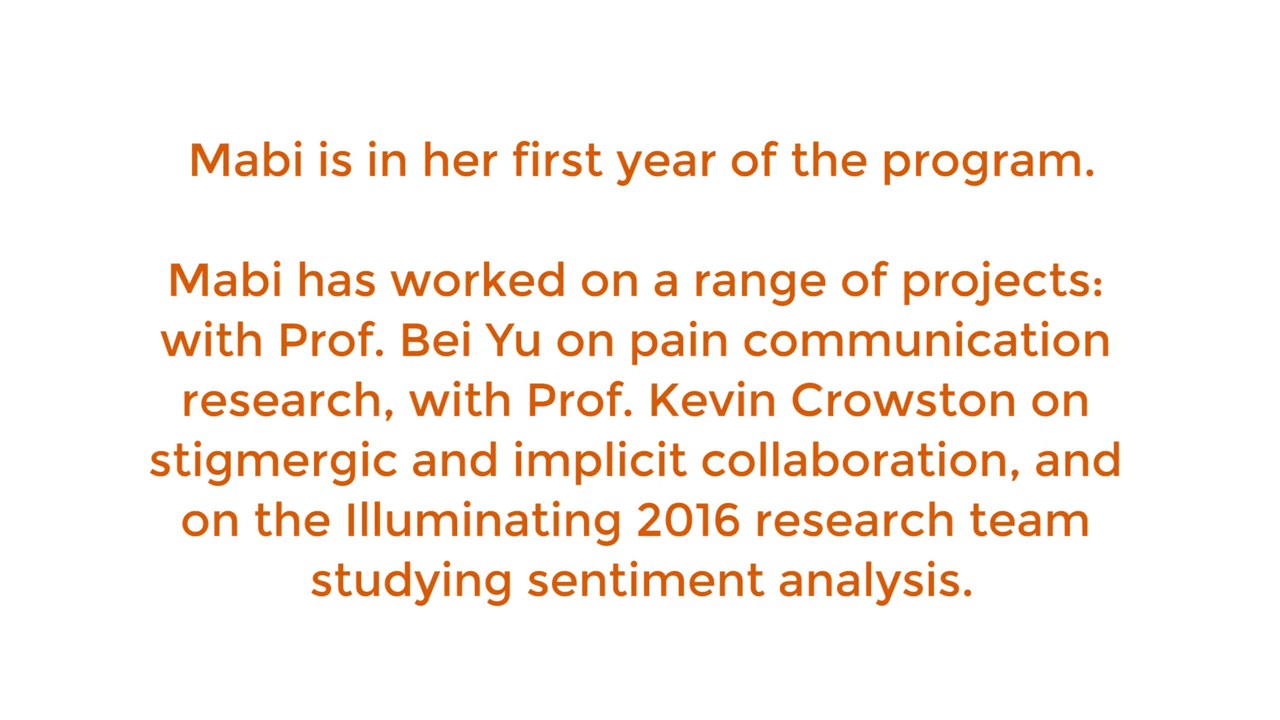 Mabi is in her first year of the program.
Mabi has worked on a range of projects:
with Prof. Bei Yu on pain communication
research, with Prof. Kevin Crowston on
stigmergic and implicit collaboration, and
on the Illuminating 2016 research team
studying sentiment analysis.